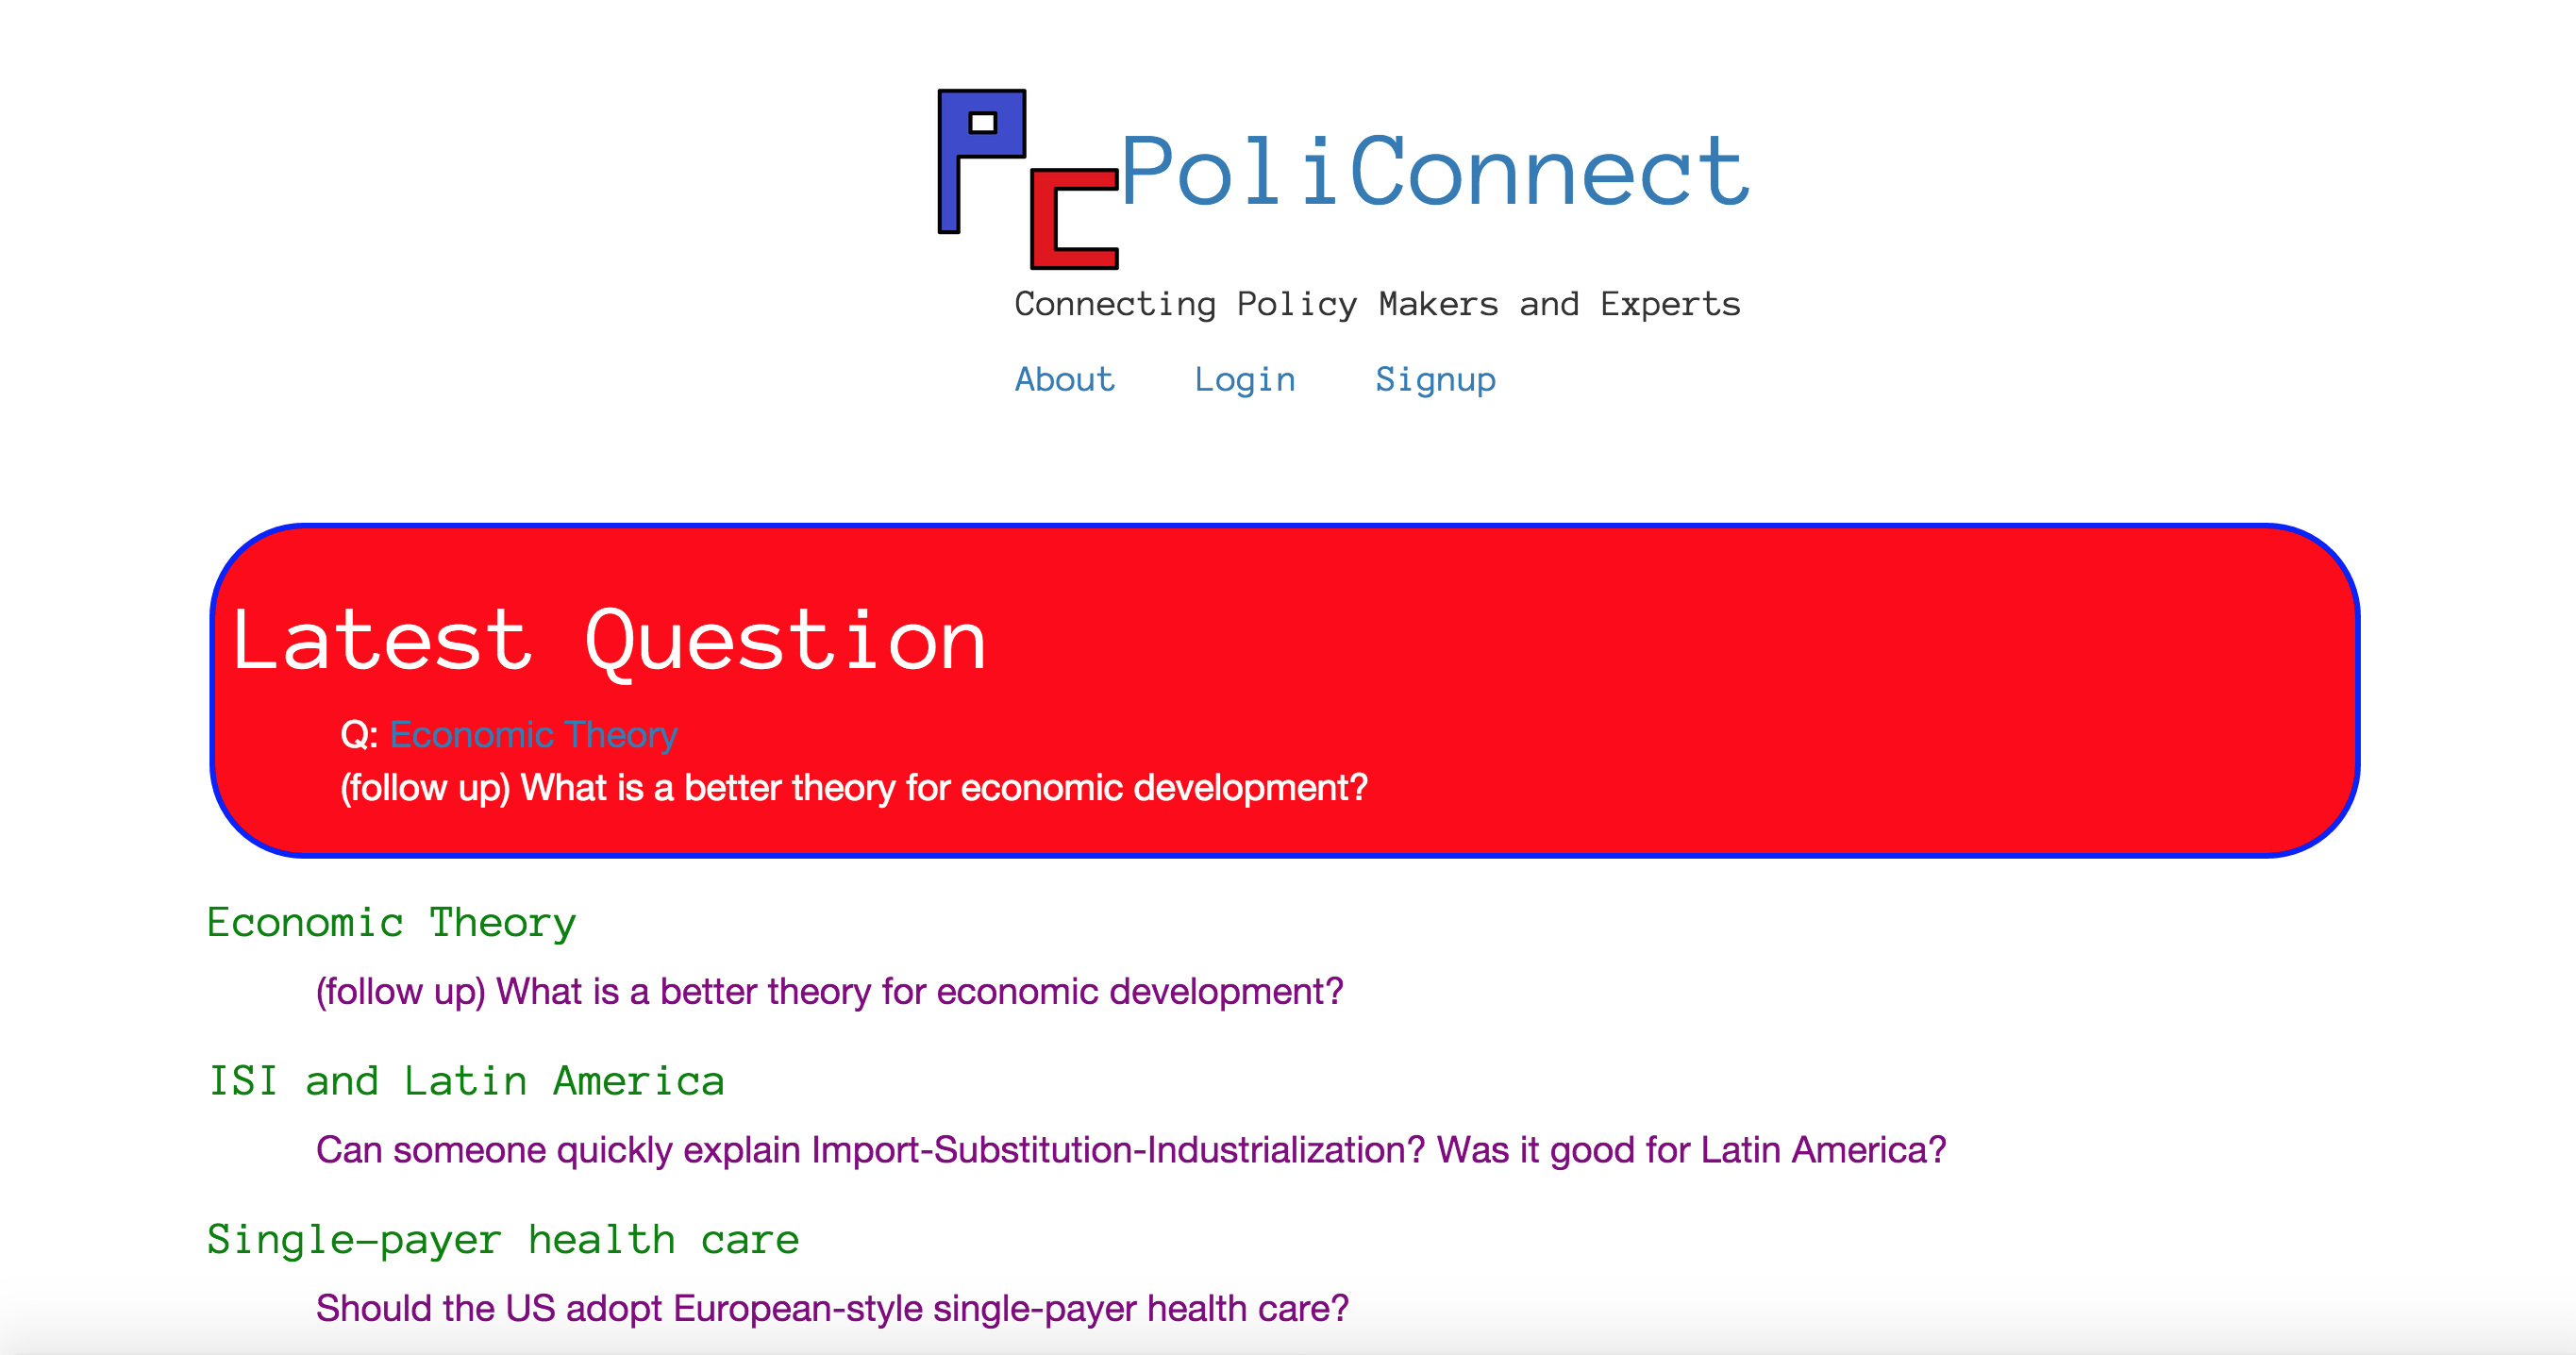 PC
PoliConnect
Connecting Policy Makers and Experts
About Login Signup
Latest Question
Q: Economic Theory
(follow up) What is a better theory for economic development?
Economic Theory
(follow up) What is a better theory for economic development?
ISI and Latin America
Can someone quickly explain Import-Substitution-Industrialization? Was it good for Latin America?
Single-payer health care
Should the US adopt European-style single-payer health care?